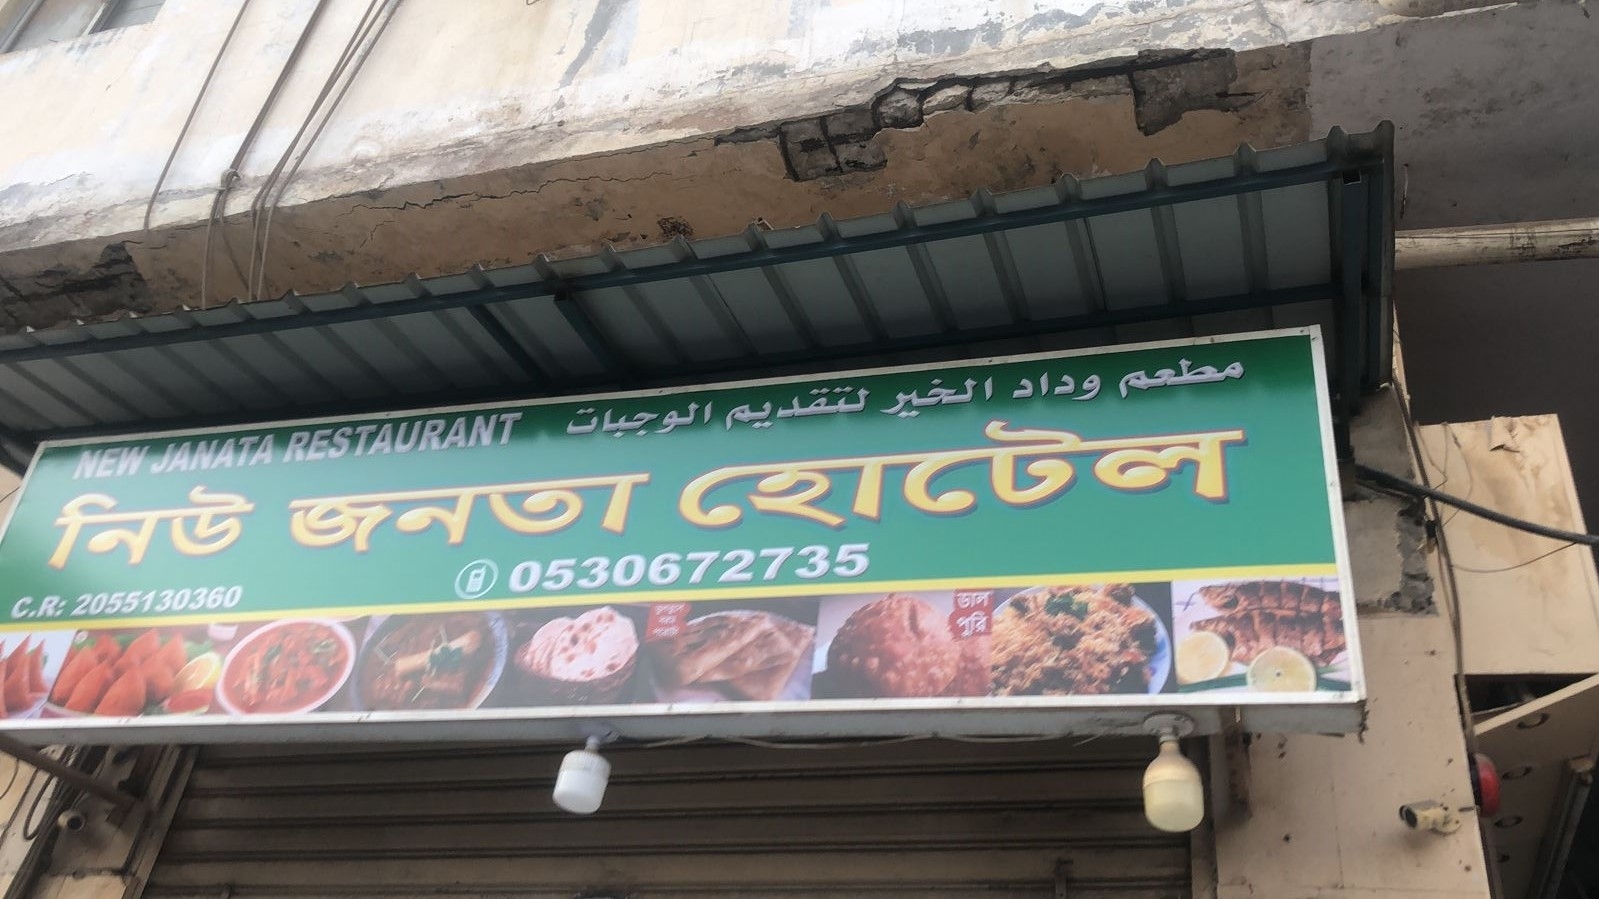 NEW JANATA RESTAURANT مطعم وداد الخير لتقديم الوجبات
নিউ জনতা হোটেল
0530672735
C.R: 2055130360
ডাল
পুরি